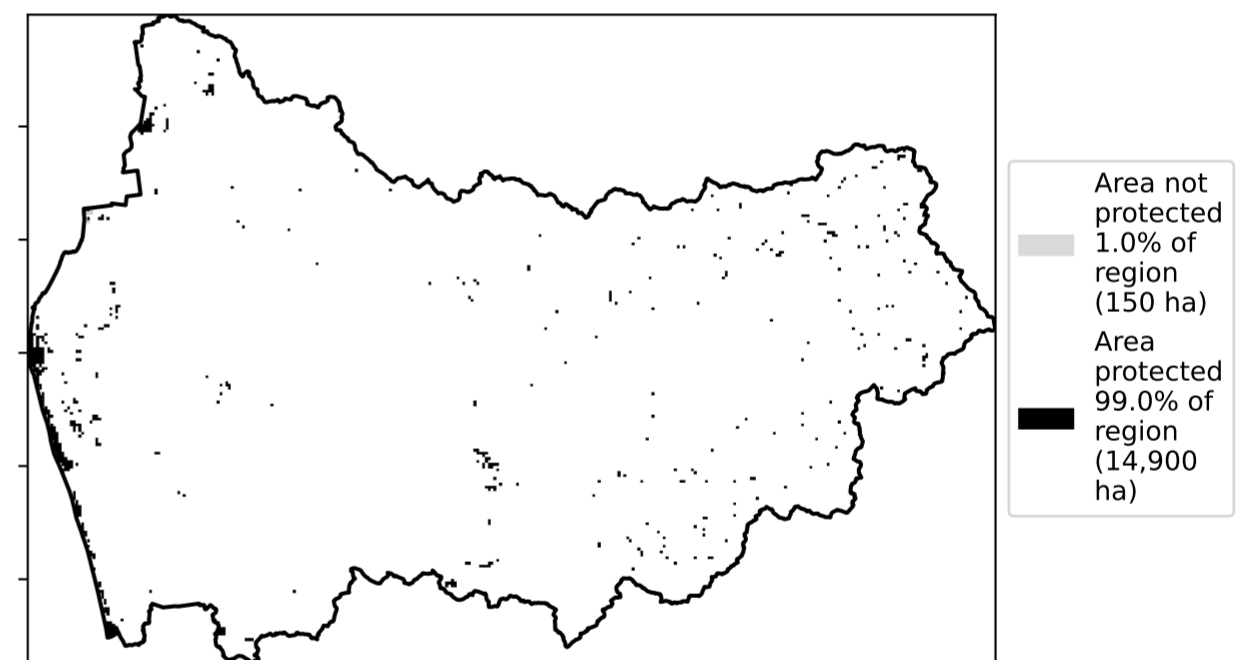 Area not
protected
1.0% of
region
(150 ha)
Area
protected
99.0% of
region
(14,900
ha)